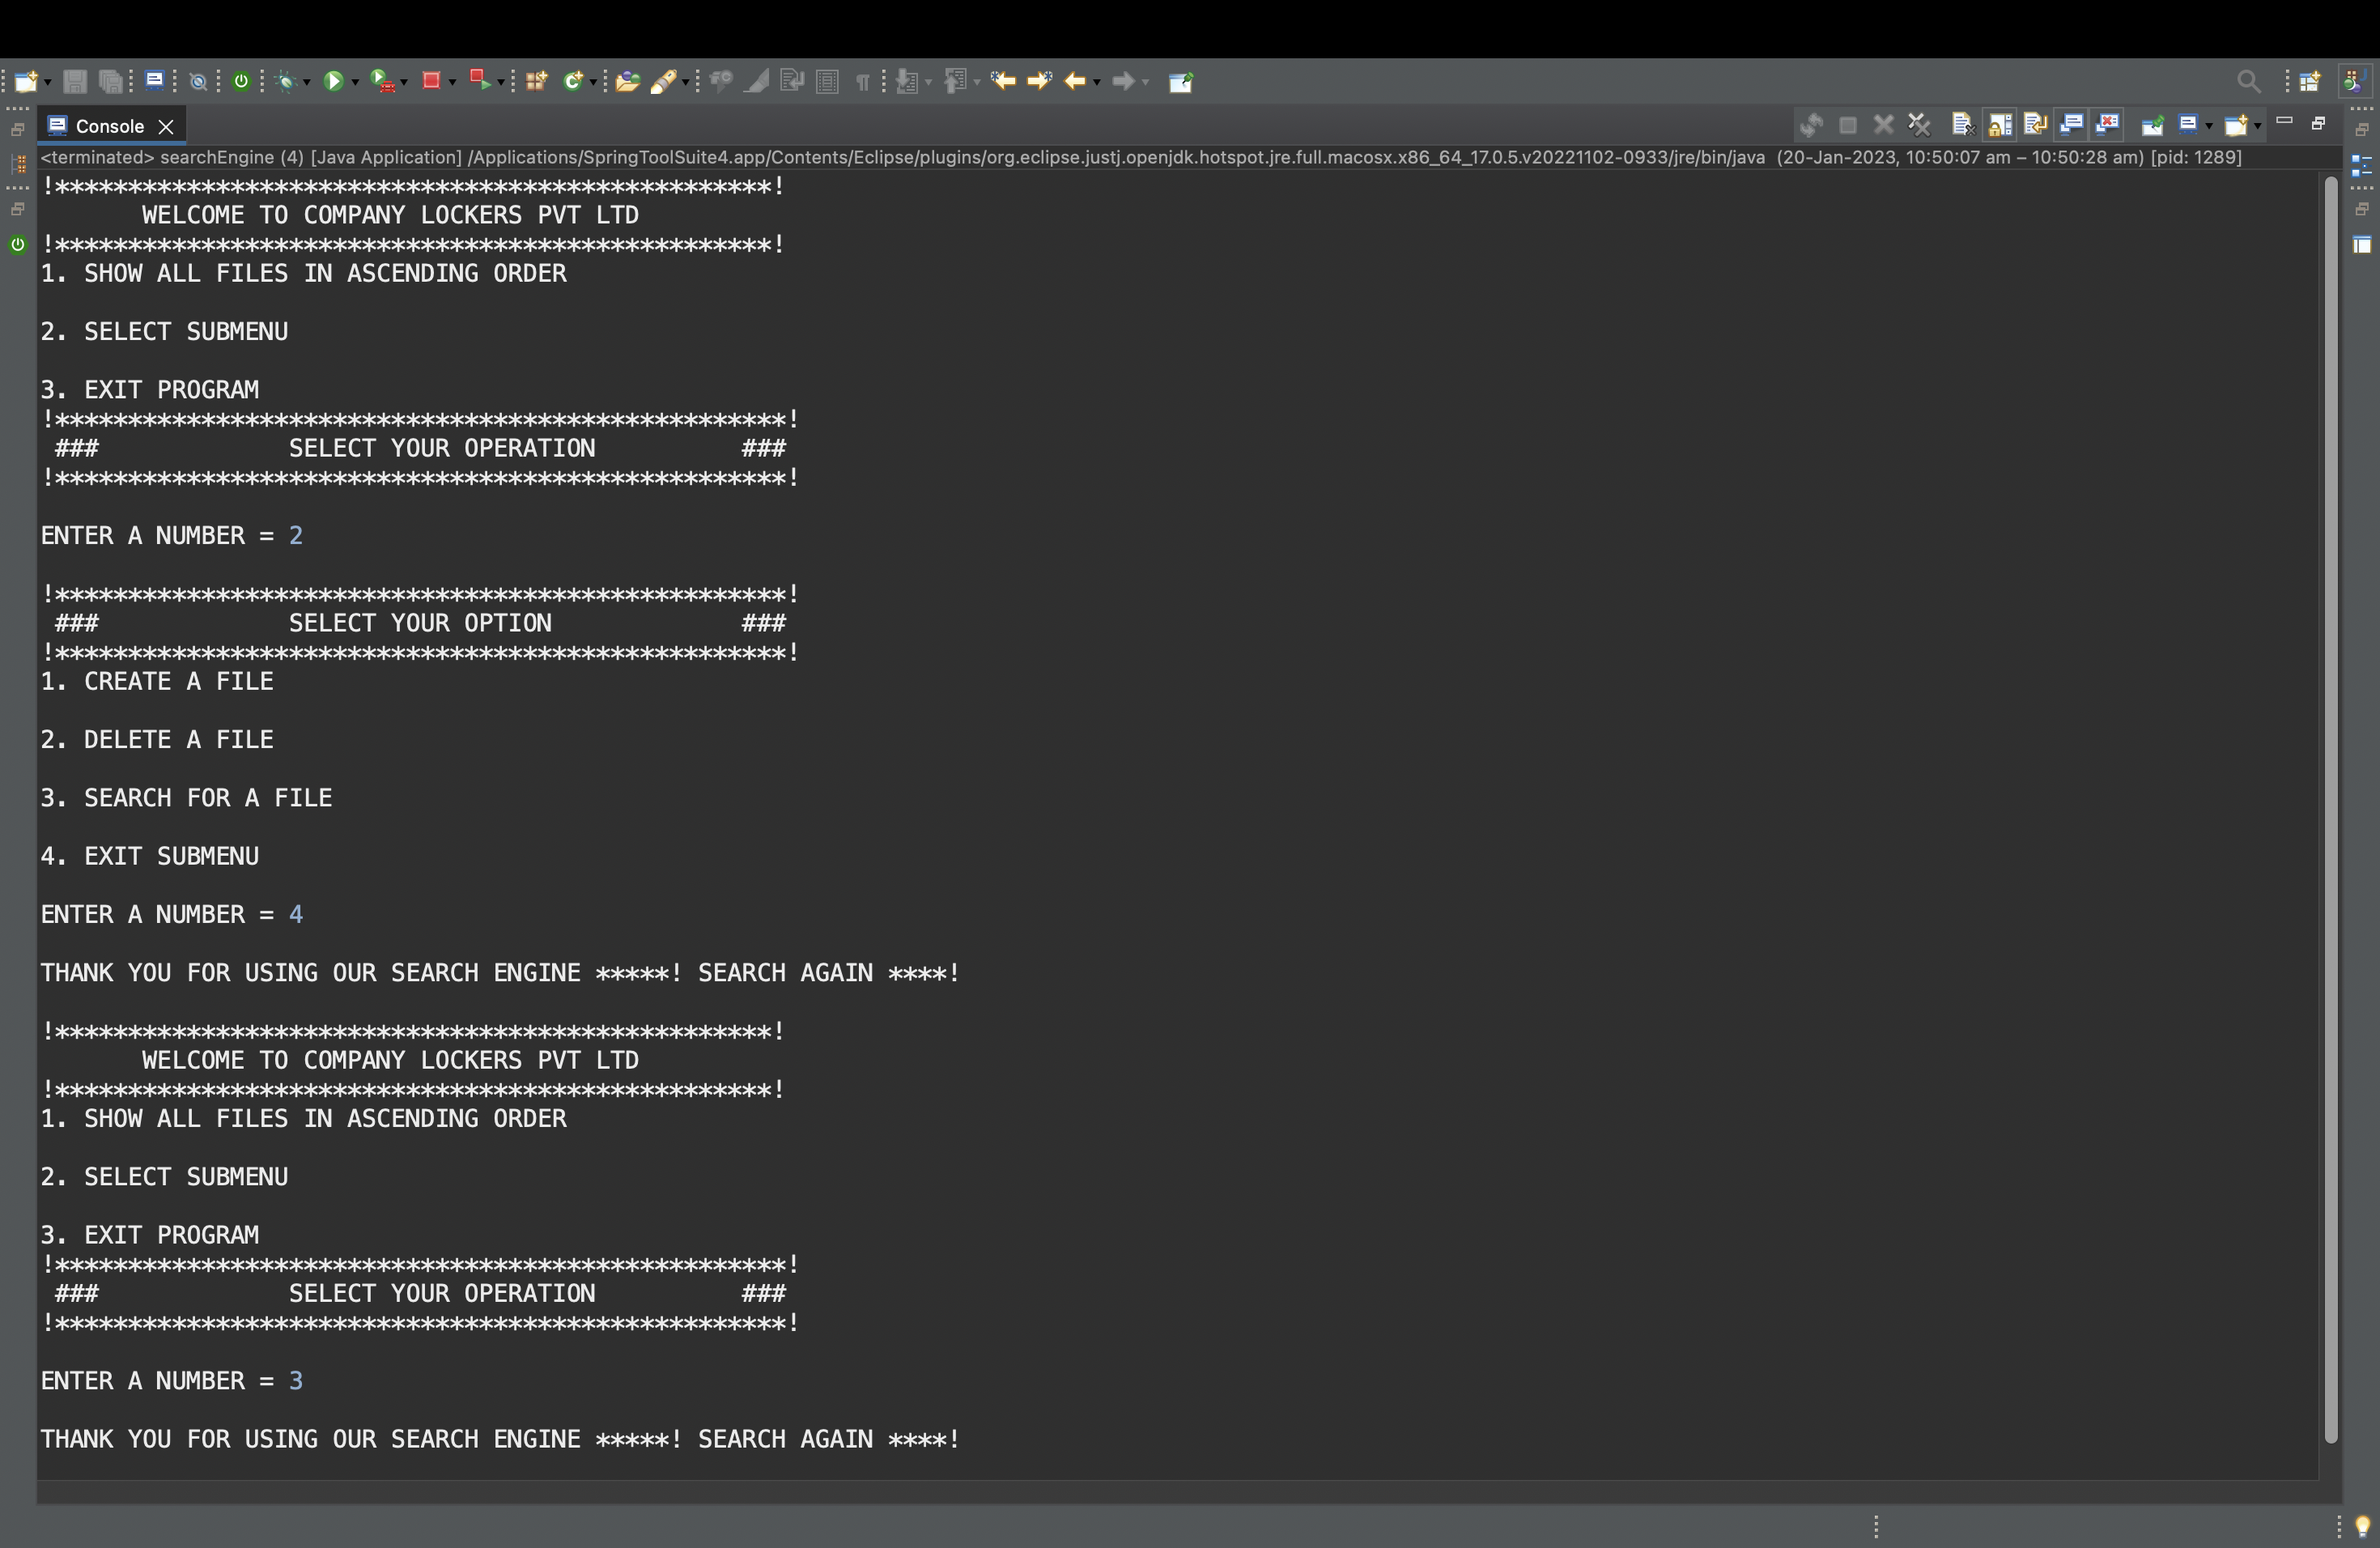 Console
<terminated> searchEngine (4) [Java Application] /Applications/SpringToolSuite4.app/Contents/Eclipse/plugins/org.eclipse.justj.openjdk.hotspot.jre.full.macosx.x86_64_17.0.5.v20221102-0933/jre/bin/java (20-Jan-2023, 10:50:07 am – 10:50:28 am) [pid: 1289]
!*************************************************!
WELCOME TO COMPANY LOCKERS PVT LTD
!*************************************************!
1. SHOW ALL FILES IN ASCENDING ORDER
2. SELECT SUBMENU
3. EXIT PROGRAM
!**************************************************!
### SELECT YOUR OPERATION ###
!**************************************************!
ENTER A NUMBER = 2
!**************************************************!
### SELECT YOUR OPTION ###
!**************************************************!
1. CREATE A FILE
2. DELETE A FILE
3. SEARCH FOR A FILE
4. EXIT SUBMENU
ENTER A NUMBER = 4
THANK YOU FOR USING OUR SEARCH ENGINE *****! SEARCH AGAIN ****!
!*************************************************!
WELCOME TO COMPANY LOCKERS PVT LTD
!*************************************************!
1. SHOW ALL FILES IN ASCENDING ORDER
2. SELECT SUBMENU
3. EXIT PROGRAM
!**************************************************!
### SELECT YOUR OPERATION ###
!**************************************************!
ENTER A NUMBER = 3
THANK YOU FOR USING OUR SEARCH ENGINE *****! SEARCH AGAIN ****!